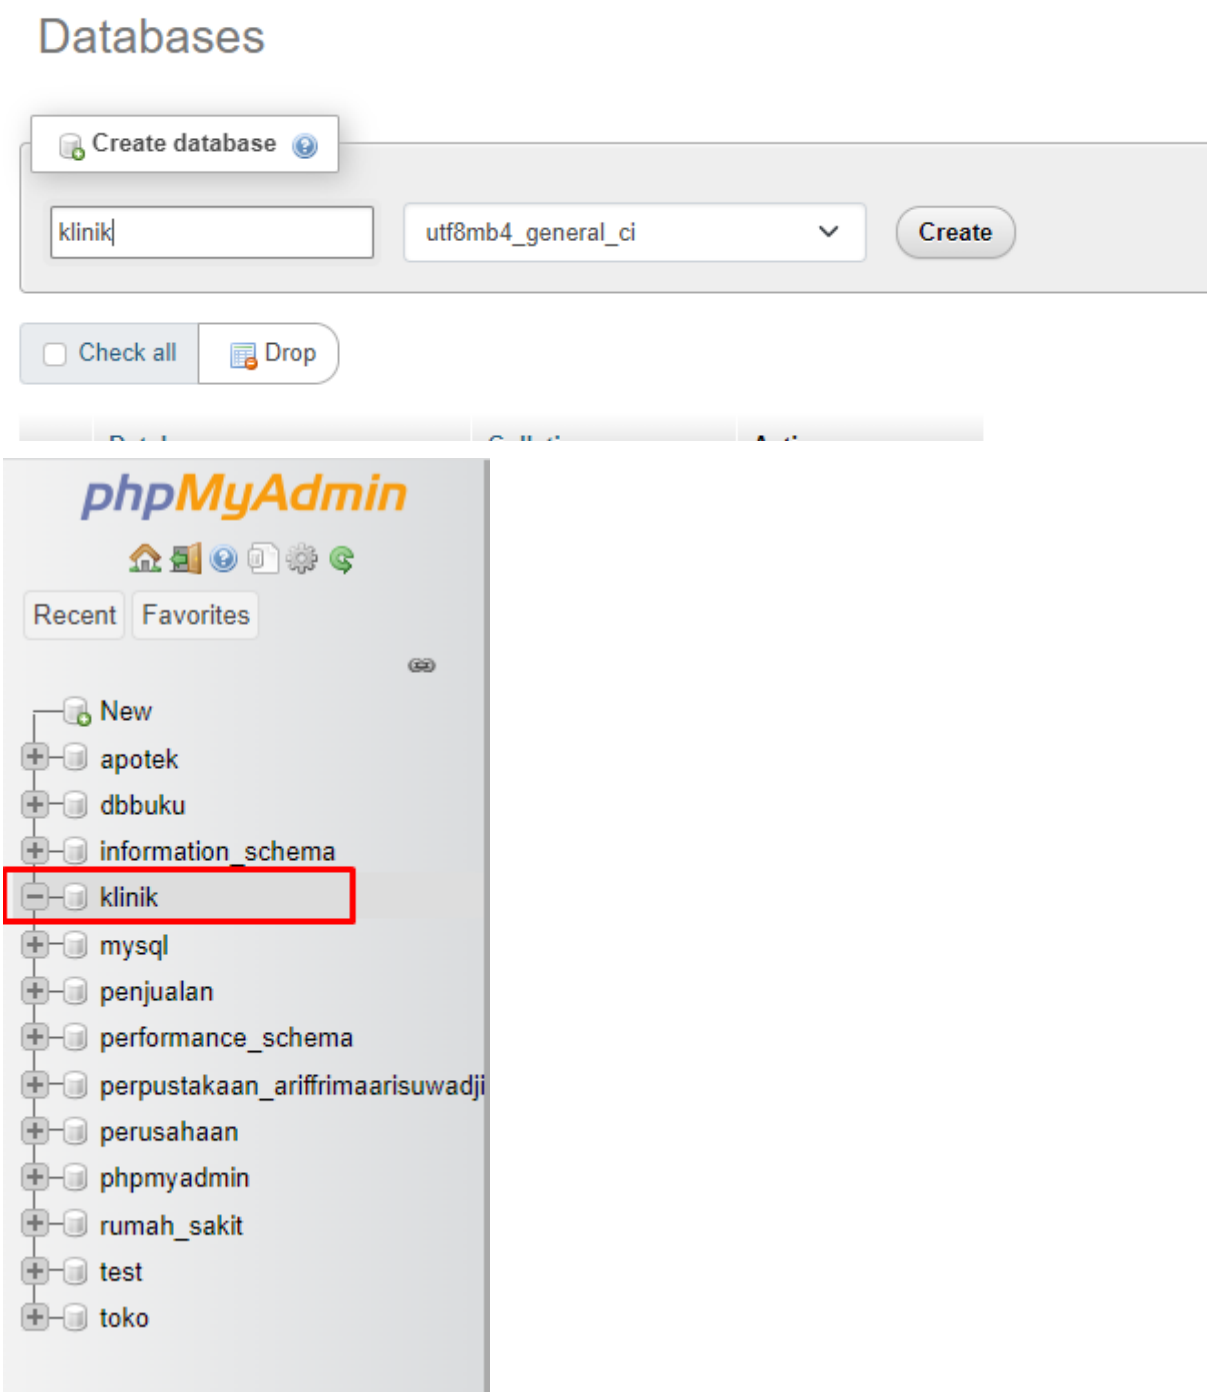 Databases
Create database
klinik utf8mb4_general_ci Create
Check all Drop
phpMyAdmin
Recent Favorites
New
apotek
dbbuku
information_schema
klinik
mysql
penjualan
performance_schema
perpustakaan_ariffrimaarisuwadji
perusahaan
phpmyadmin
rumah_sakit
test
toko